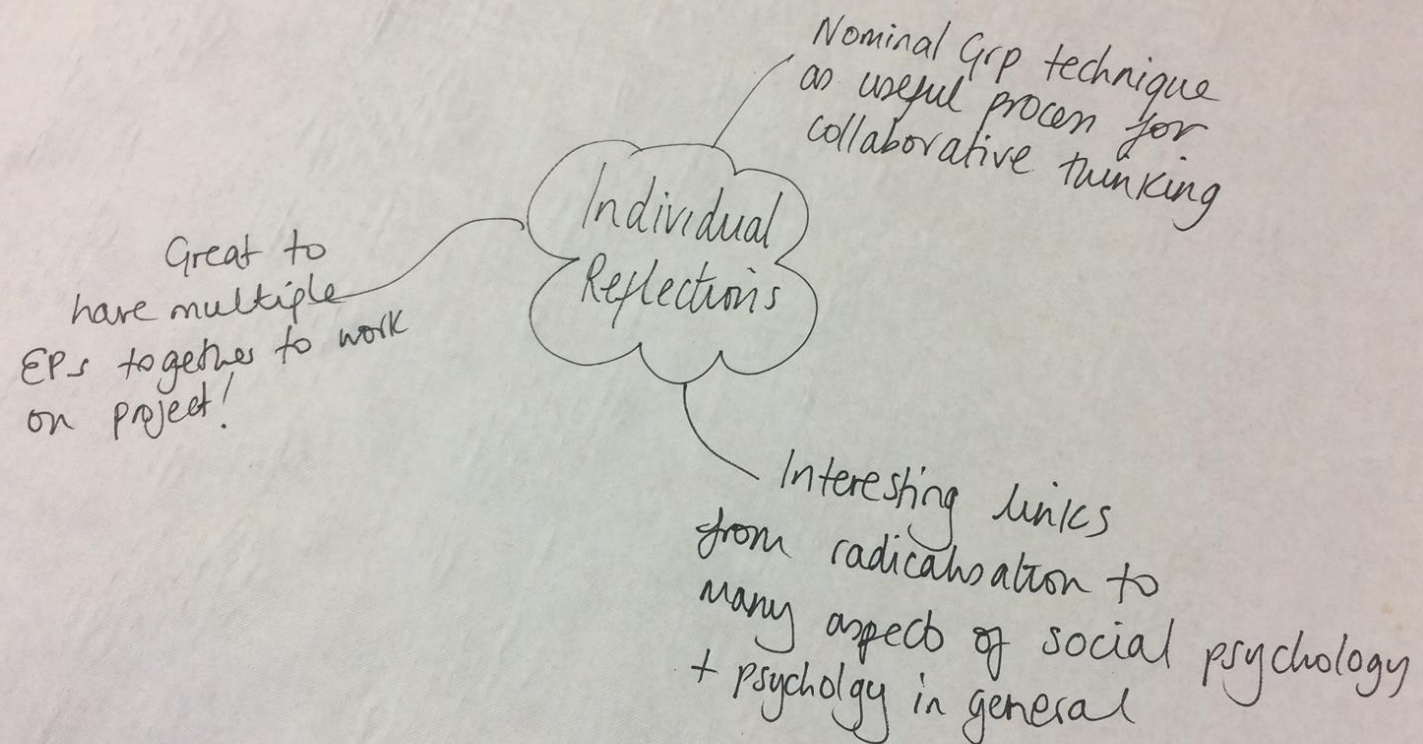 Individual
Reflections
Nominal Grp technique
as useful process for
collaborative thinking
Great to
have multiple
EPs together to work
on project!
Interesting links
from radicalisation to
many aspects of social psychology
+ psycholgy in general